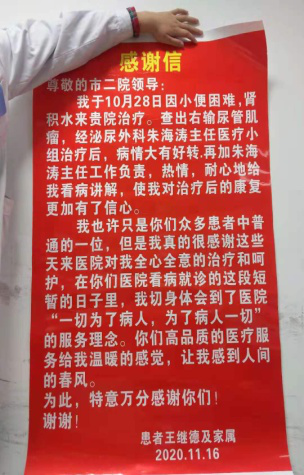 感谢信
尊敬的市二院领导：
我于10月28日因小便困难，肾
积水来贵院治疗。查出右输尿管肌
瘤，经泌尿外科朱海涛主任医疗小
组治疗后，病情大有好转.再加朱海
涛主任工作负责，热情，耐心地给
我看病讲解，使我对治疗后的康复
更加有了信心。
我也许只是你们众多患者中普
通的一位，但是我真的很感谢这些
天来医院对我全心全意的治疗和呵
护，在你们医院看病就诊的这段短
暂的日子里，我切身体会到了医院
“一切为了病人，为了病人一切”
的服务理念。你们高品质的医疗服
务给我温暖的感觉，让我感到人间
的春风。
为此，特意万分感谢你们！
谢谢！
患者王继德及家属
2020.11.16